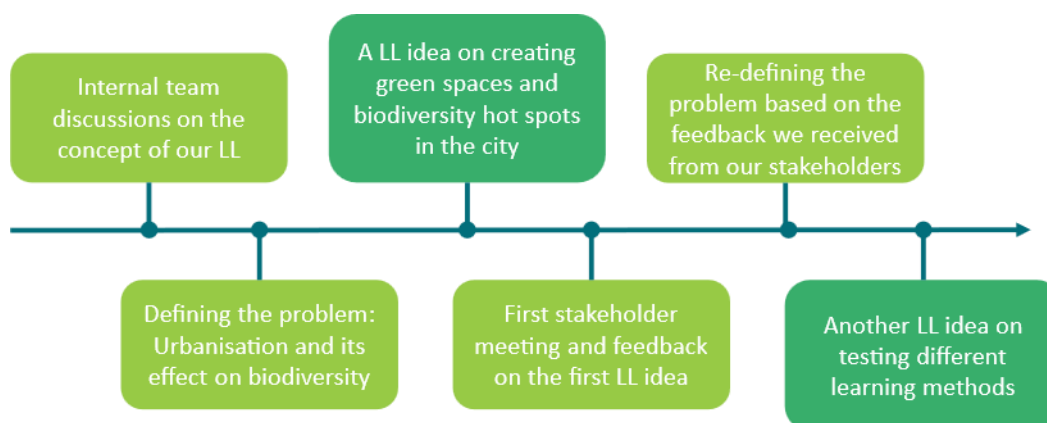 Internal team
discussions on the
concept of our LL
Defining the problem:
Urbanisation and its
effect on biodiversity
A LL idea on creating
green spaces and
biodiversity hot spots
in the city
First stakeholder
meeting and feedback
on the first LL idea
Re-defining the
problem based on the
feedback we received
from our stakeholders
Another LL idea on
testing different
learning methods